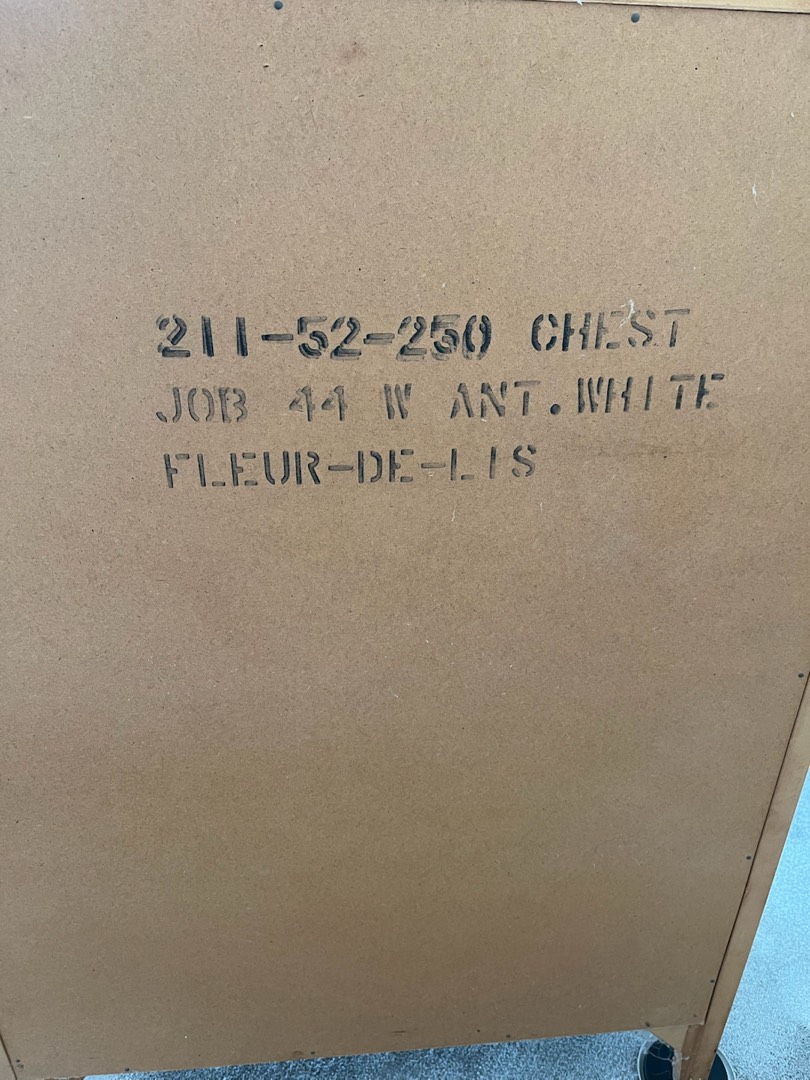 211-52-250 CHEST
JOB 44 W ANT. WHITE
FLEUR-DE-LIS